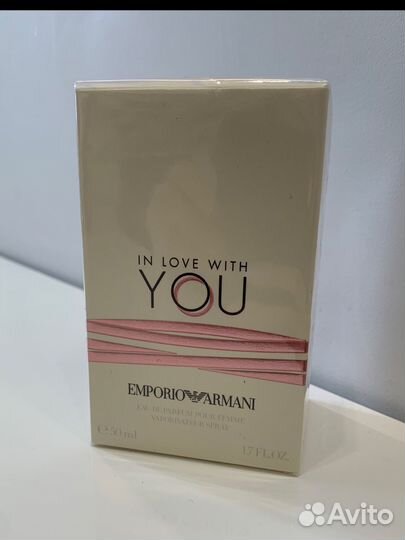 IN LOVE WITH
YOU
EMPORIO ARMANI
EAU DE PARFUM POUR FEMME
VAPORISATEUR SPRAY
℮ 50 ml 1.7 FL.OZ.
Avito